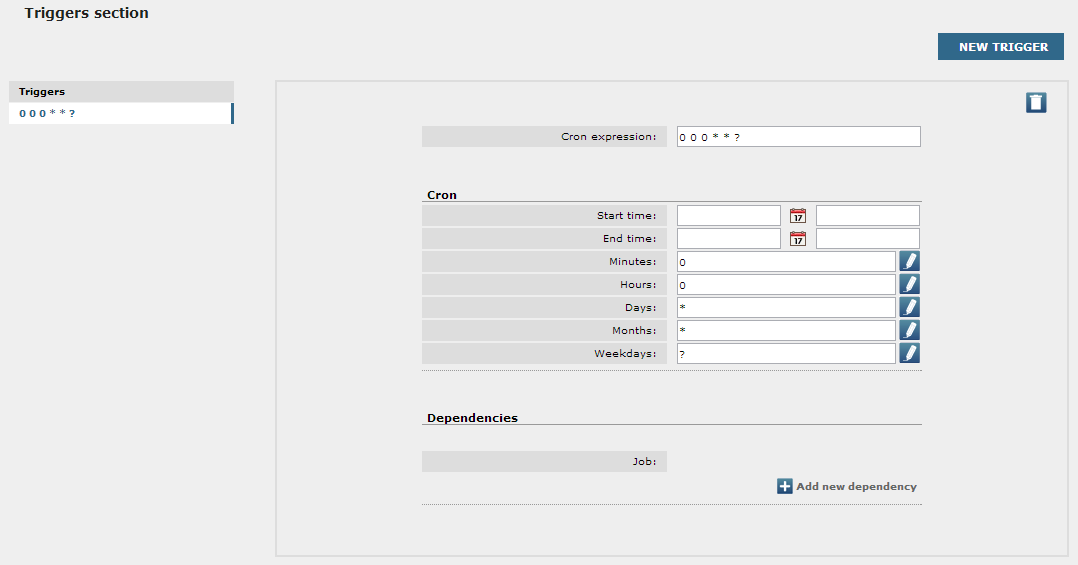 Triggers section
NEW TRIGGER
Triggers
0 0 0 * * ?
Cron expression: 0 0 0 * * ?
Cron
Start time: 17
End time: 17
Minutes: 0
Hours: 0
Days: *
Months: *
Weekdays: ?
Dependencies
Job:
Add new dependency